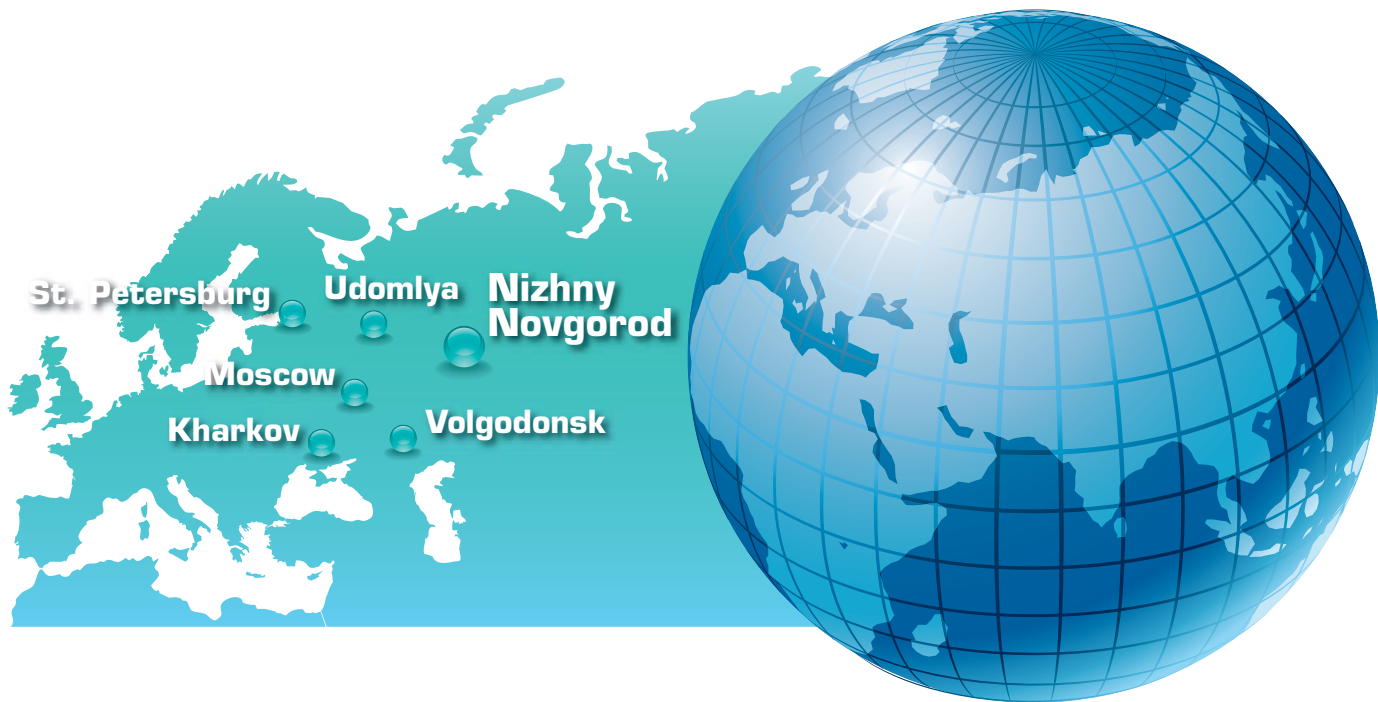 St. Petersburg
Udomlya
Nizhny
Novgorod
Moscow
Kharkov
Volgodonsk